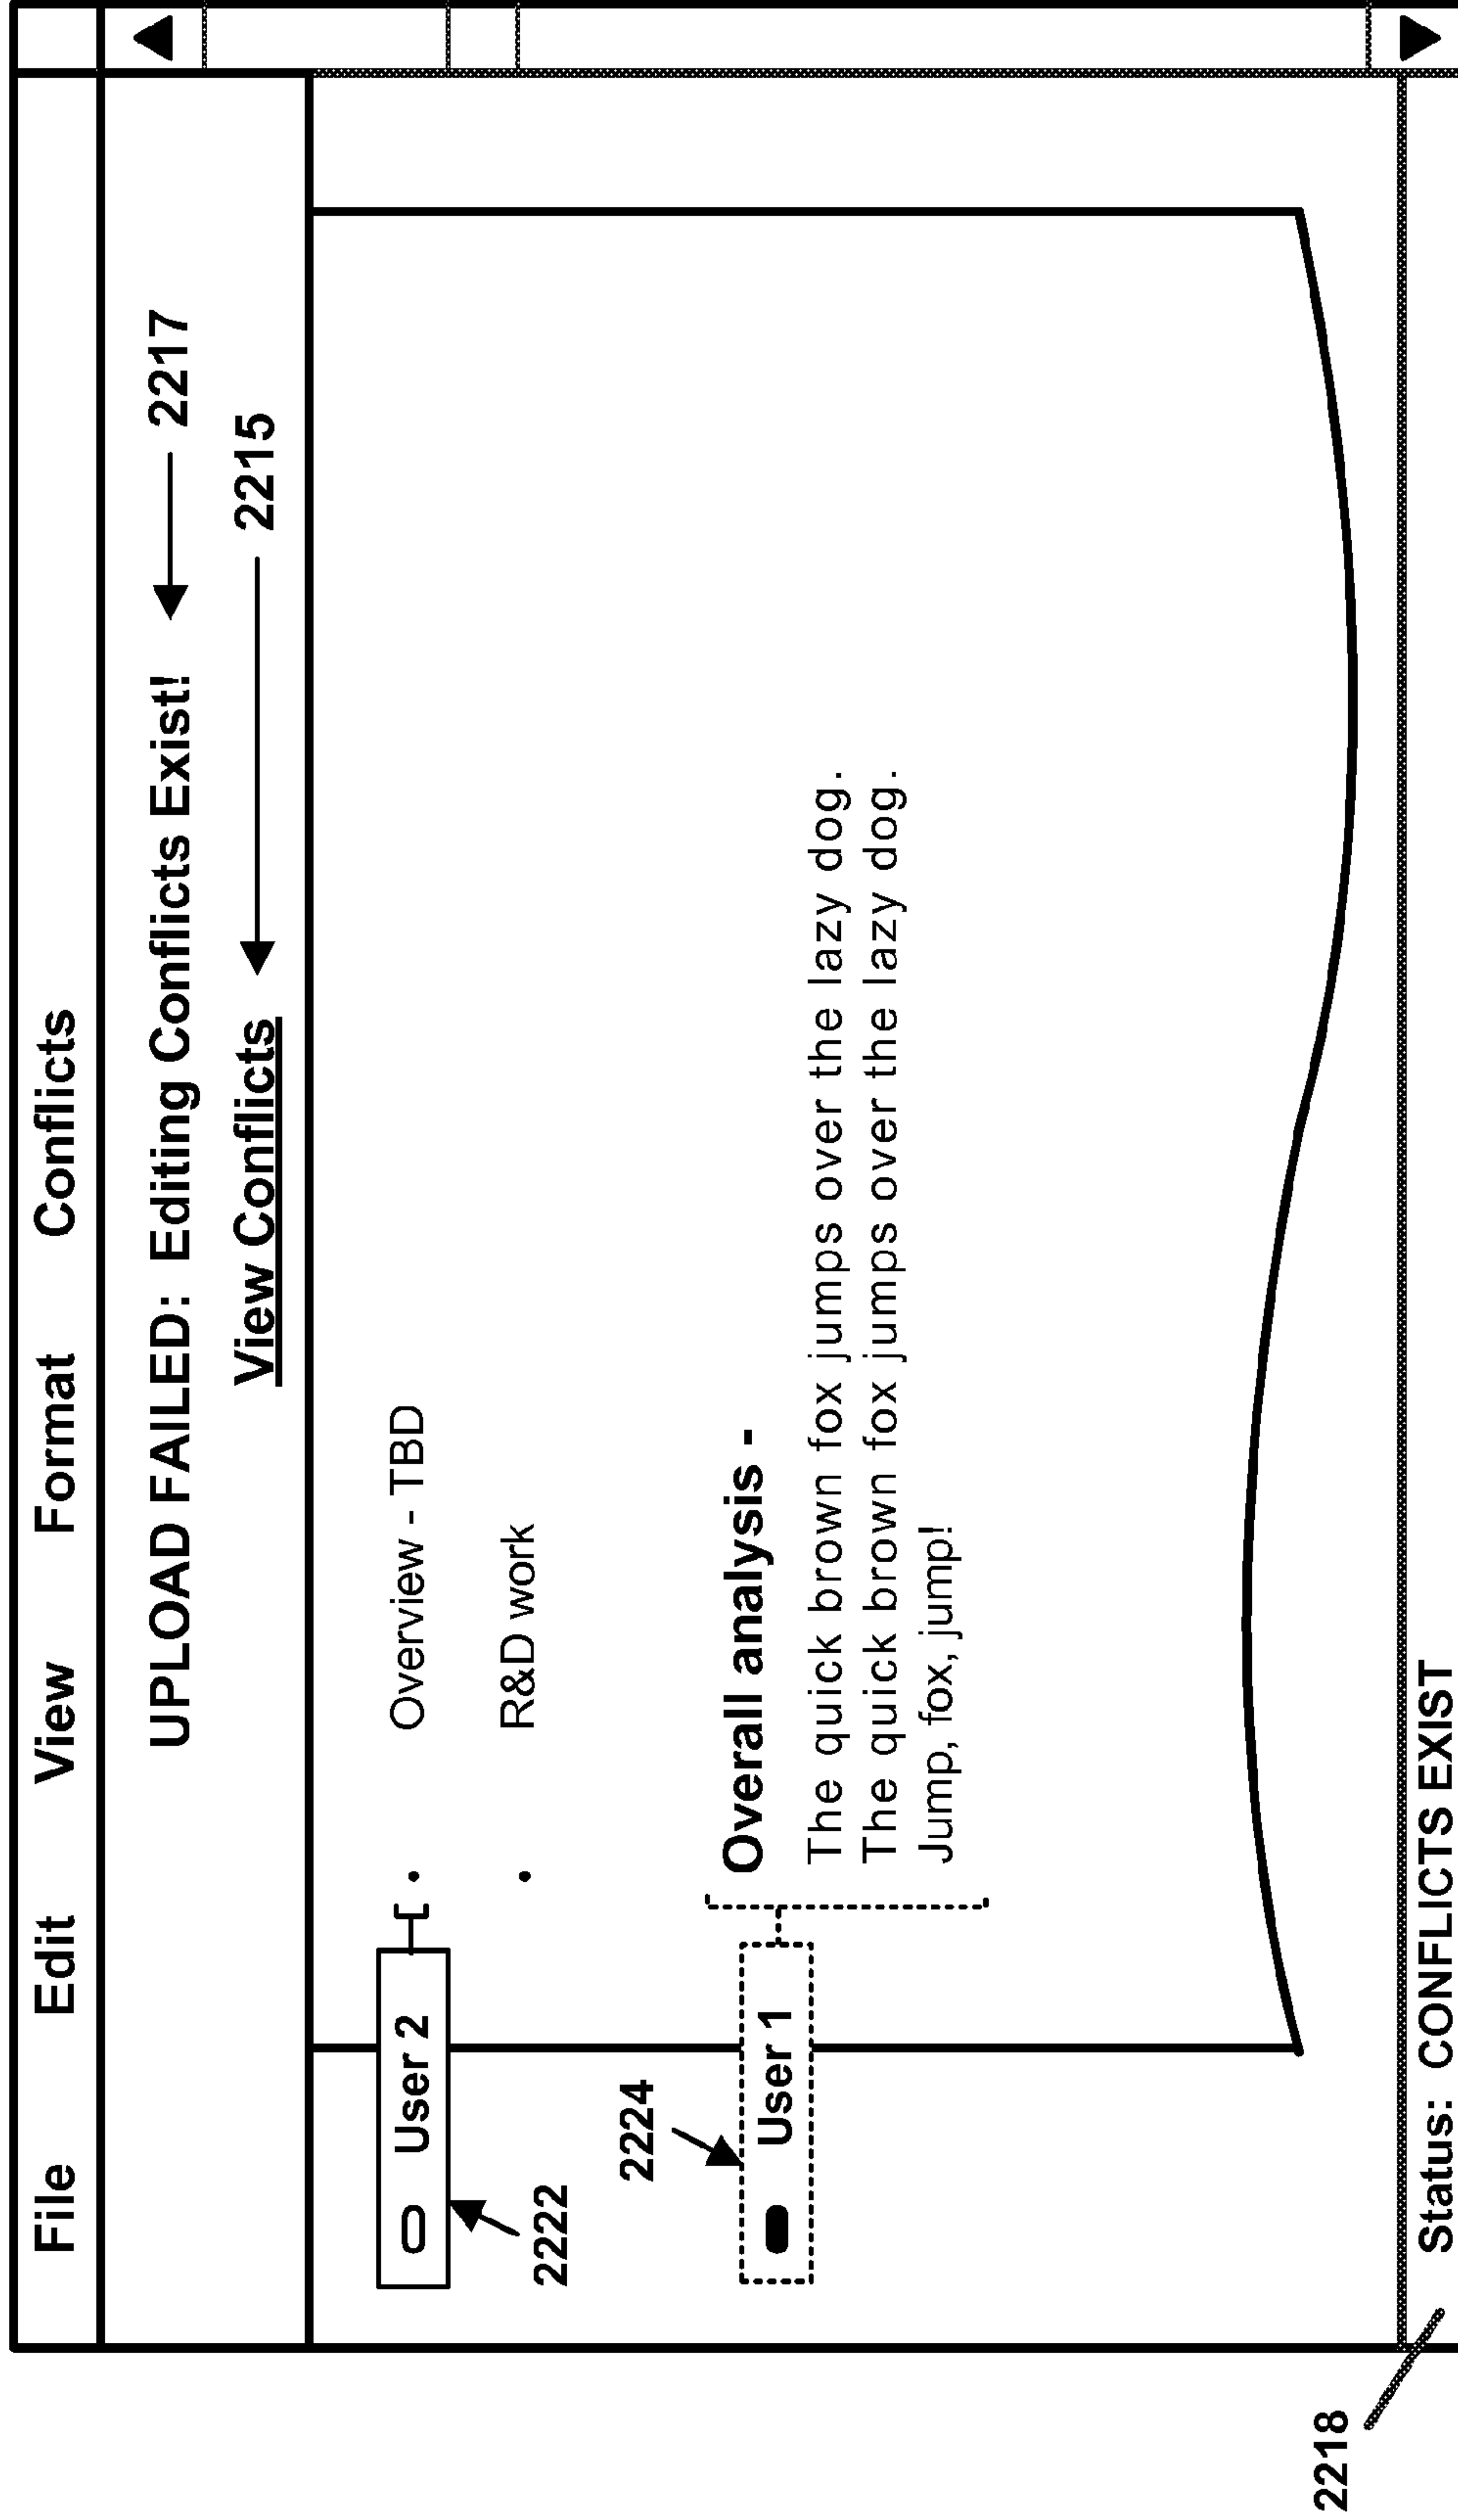 File Edit View Format Conflicts
UPLOAD FAILED: Editing Conflicts Exist! 2217
View Conflicts 2215
User 2 • Overview - TBD
2222
• R&D work
2224
User 1
Overall analysis -
The quick brown fox jumps over the lazy dog.
The quick brown fox jumps over the lazy dog.
Jump, fox, jump!
2218
Status: CONFLICTS EXIST